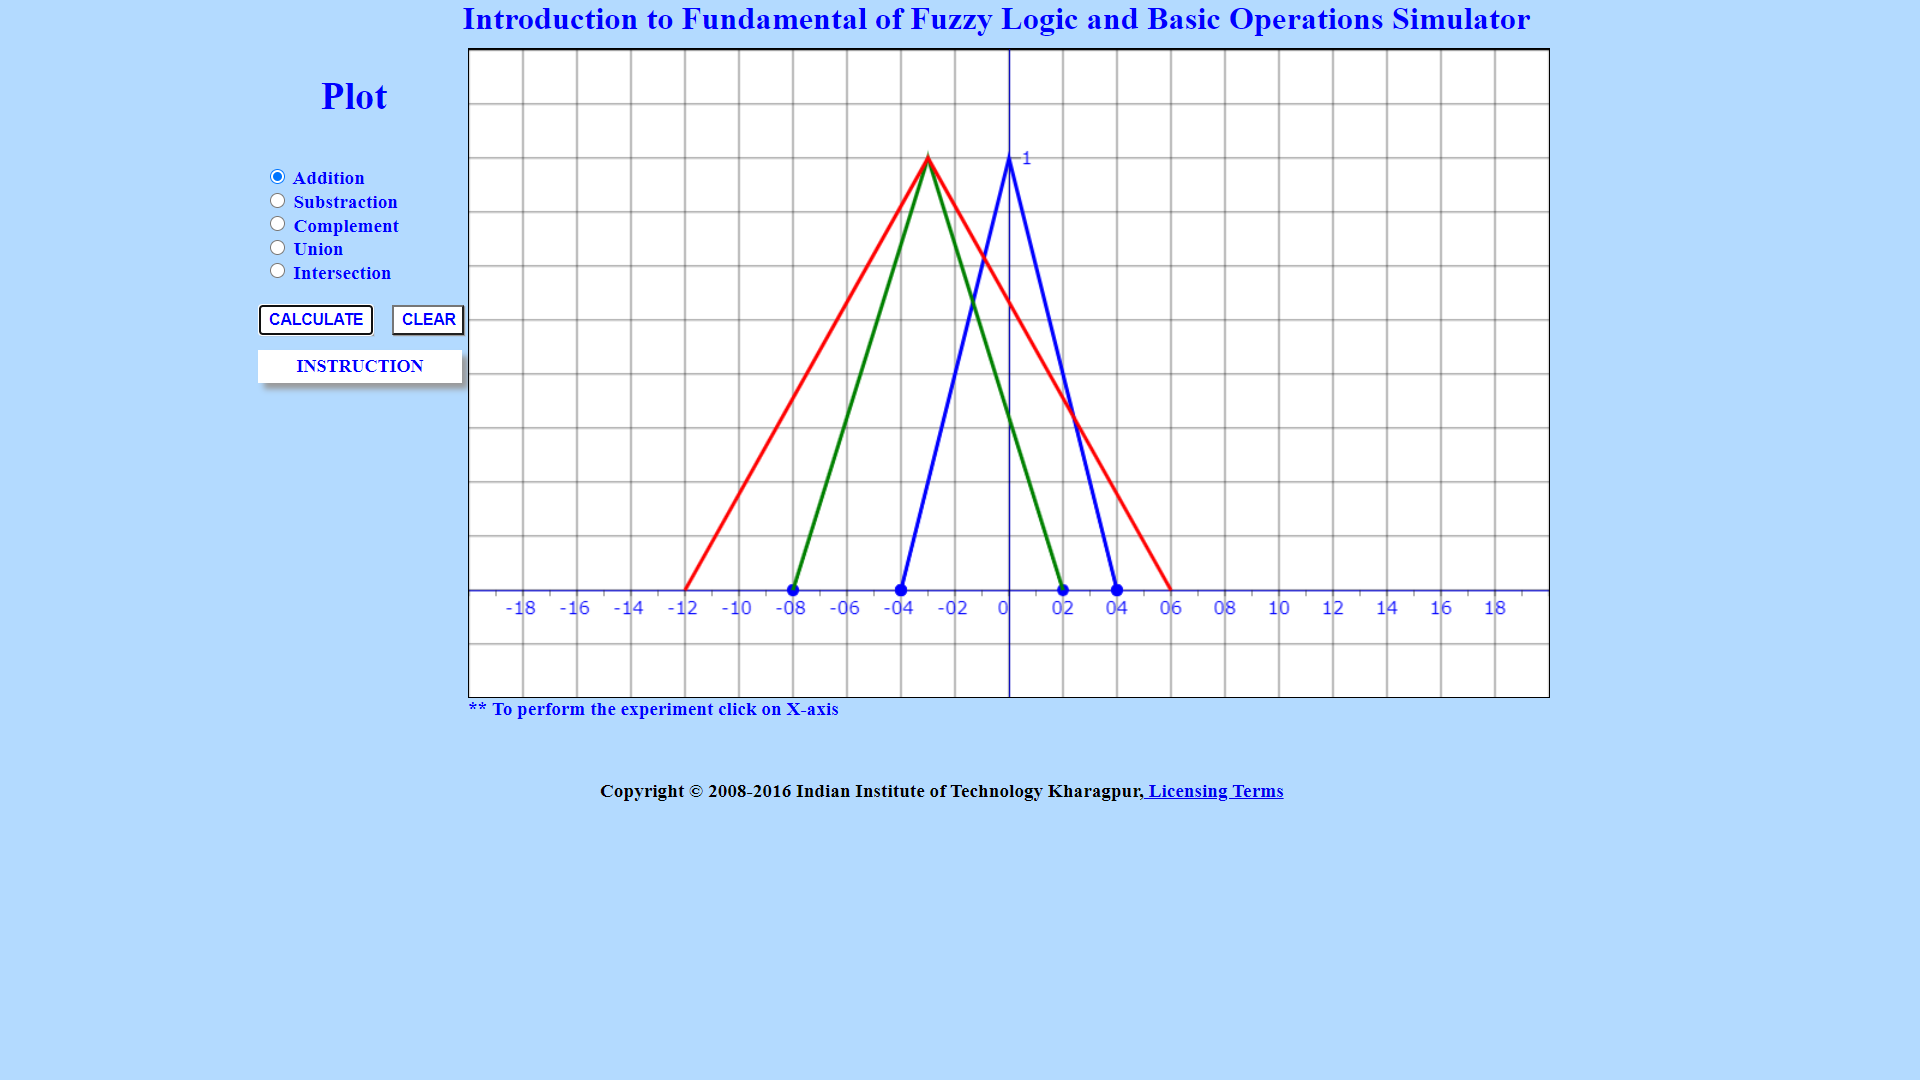 Introduction to Fundamental of Fuzzy Logic and Basic Operations Simulator
Plot
Addition
Substraction
Complement
Union
Intersection
CALCULATE CLEAR
INSTRUCTION
1
-18 -16 -14 -12 -10 -08 -06 -04 -02 0 02 04 06 08 10 12 14 16 18
** To perform the experiment click on X-axis
Copyright © 2008-2016 Indian Institute of Technology Kharagpur, Licensing Terms